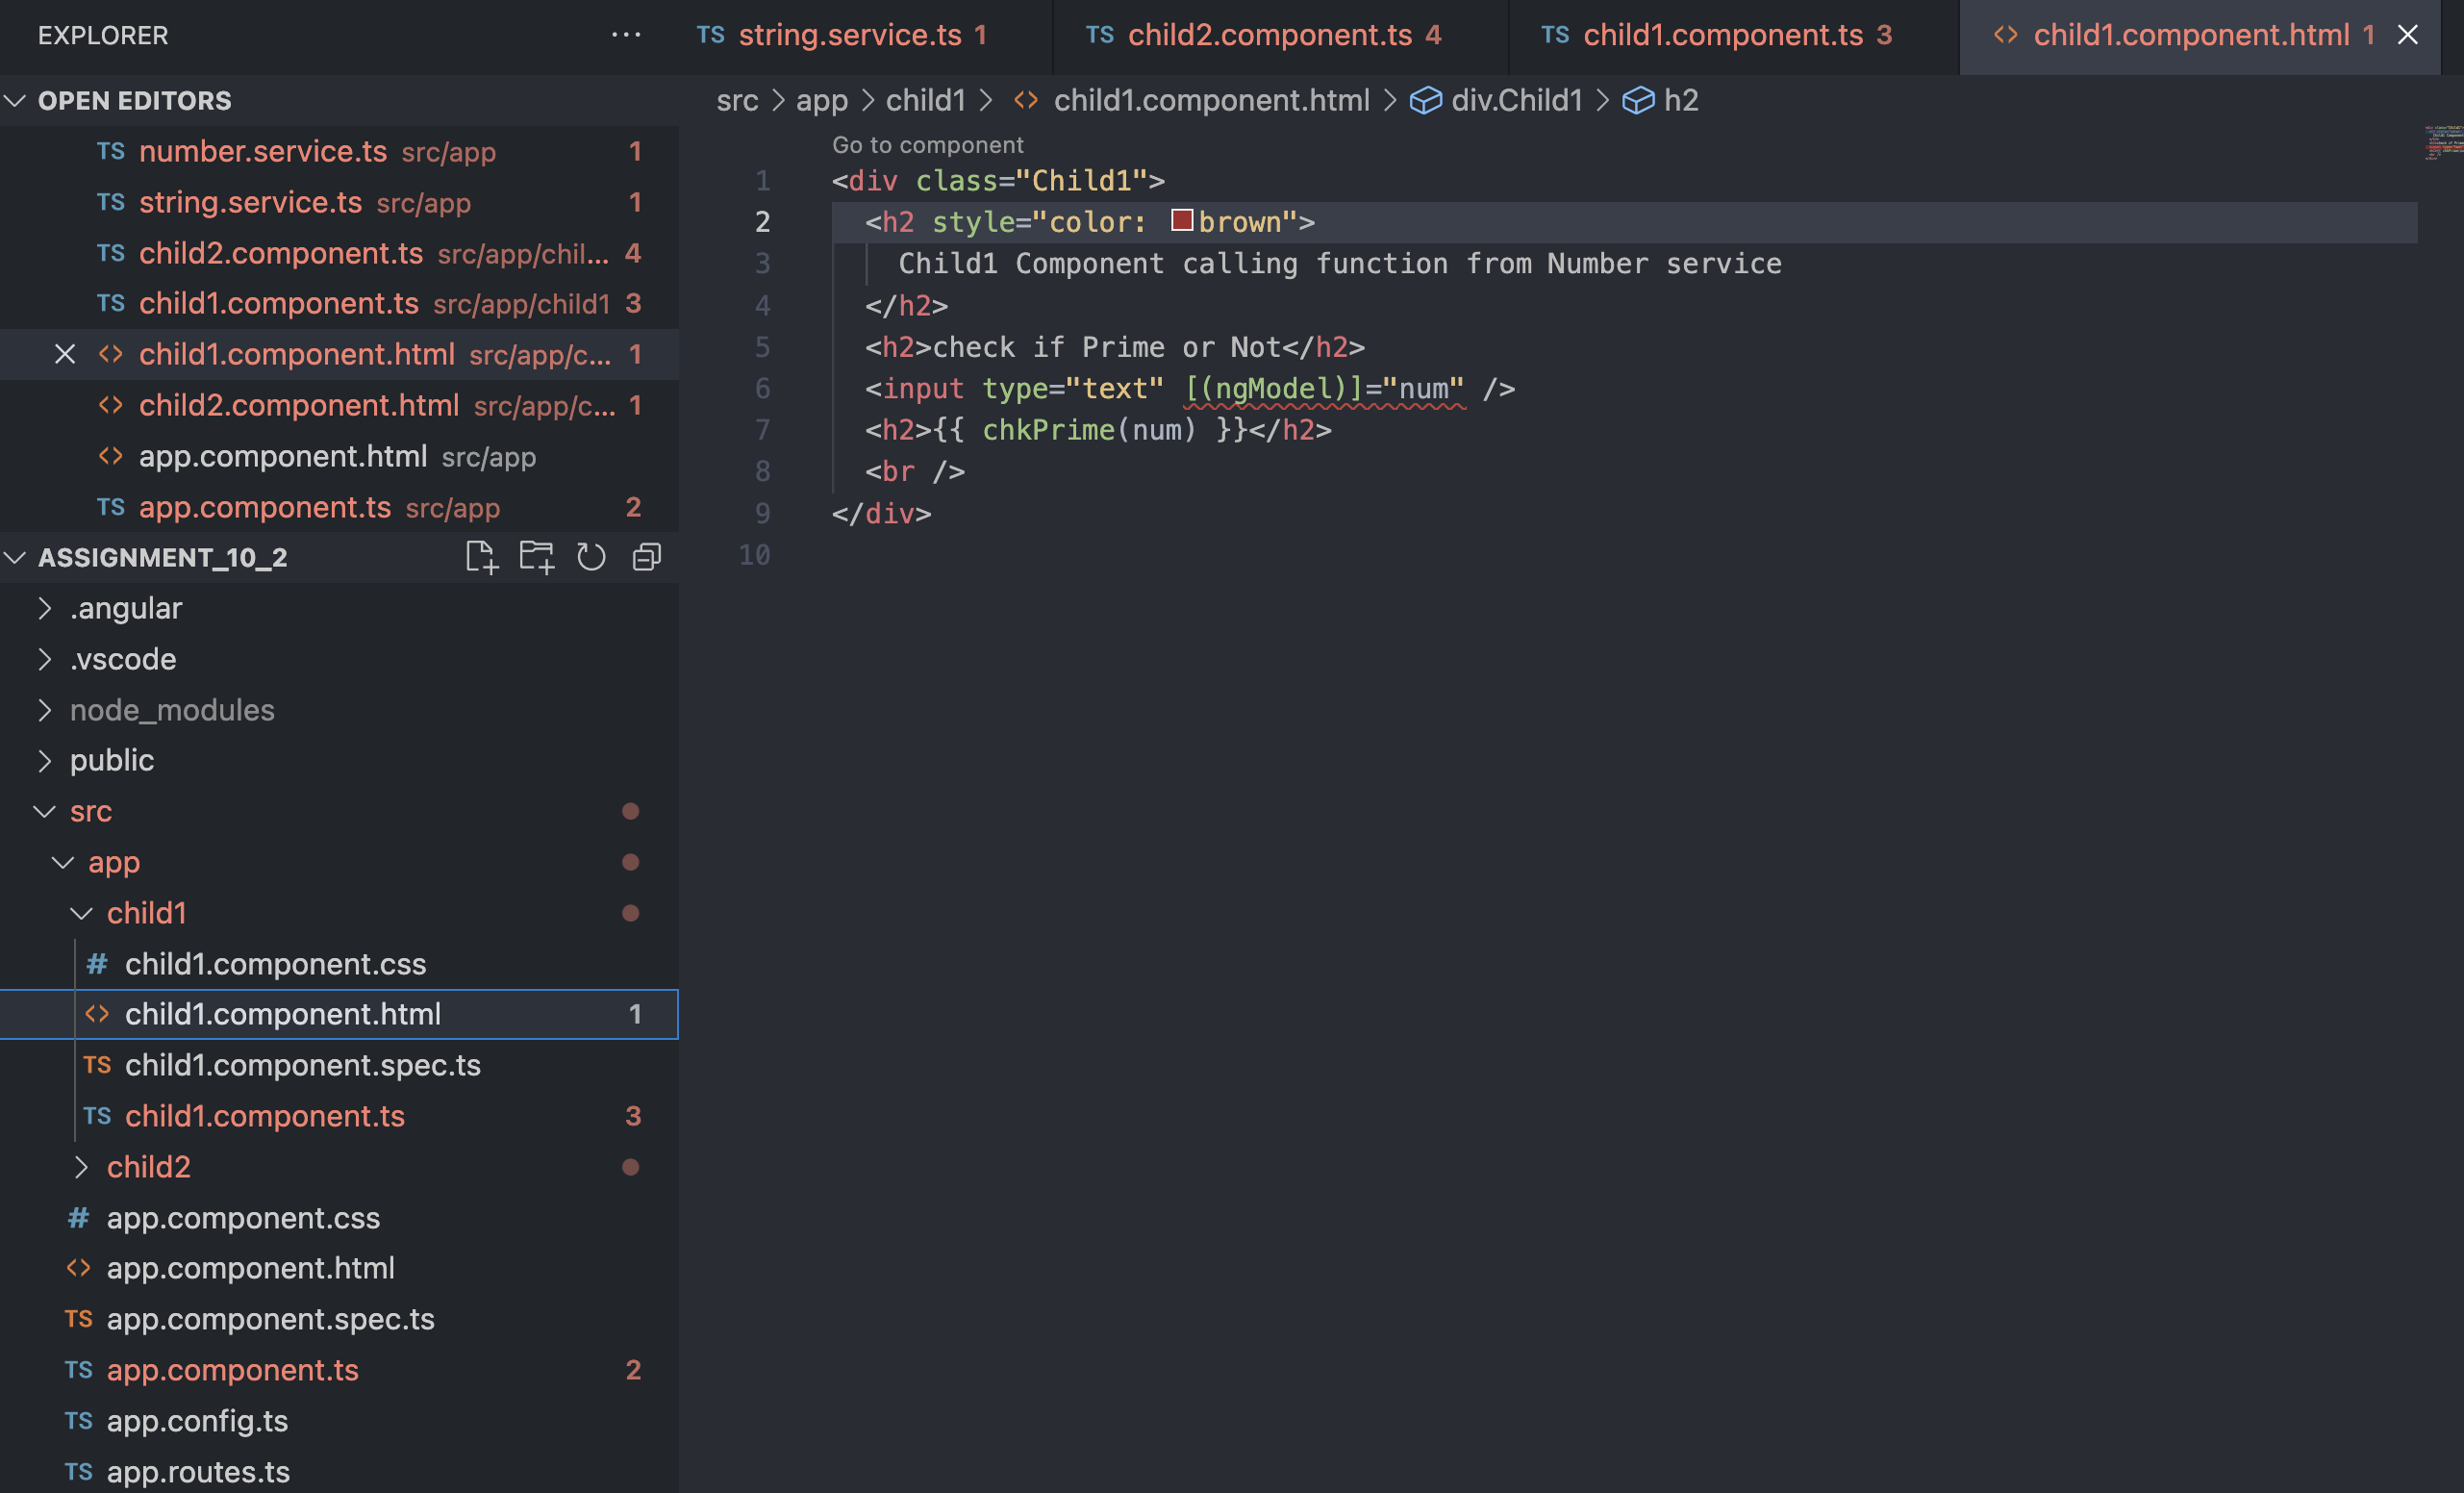 EXPLORER ···
OPEN EDITORS
TS number.service.ts src/app 1
TS string.service.ts src/app 1
TS child2.component.ts src/app/chil... 4
TS child1.component.ts src/app/child1 3
<> child1.component.html src/app/c... 1
<> child2.component.html src/app/c... 1
<> app.component.html src/app
TS app.component.ts src/app 2
ASSIGNMENT_10_2
.angular
.vscode
node_modules
public
src
app
child1
# child1.component.css
<> child1.component.html 1
TS child1.component.spec.ts
TS child1.component.ts 3
child2
# app.component.css
<> app.component.html
TS app.component.spec.ts
TS app.component.ts 2
TS app.config.ts
TS app.routes.ts
TS string.service.ts 1
TS child2.component.ts 4
TS child1.component.ts 3
<> child1.component.html 1
src > app > child1 > <> child1.component.html > div.Child1 > h2
Go to component
1 <div class="Child1">
2 <h2 style="color: brown">
3 Child1 Component calling function from Number service
4 </h2>
5 <h2>check if Prime or Not</h2>
6 <input type="text" [(ngModel)]="num" />
7 <h2>{{ chkPrime(num) }}</h2>
8 <br />
9 </div>
10